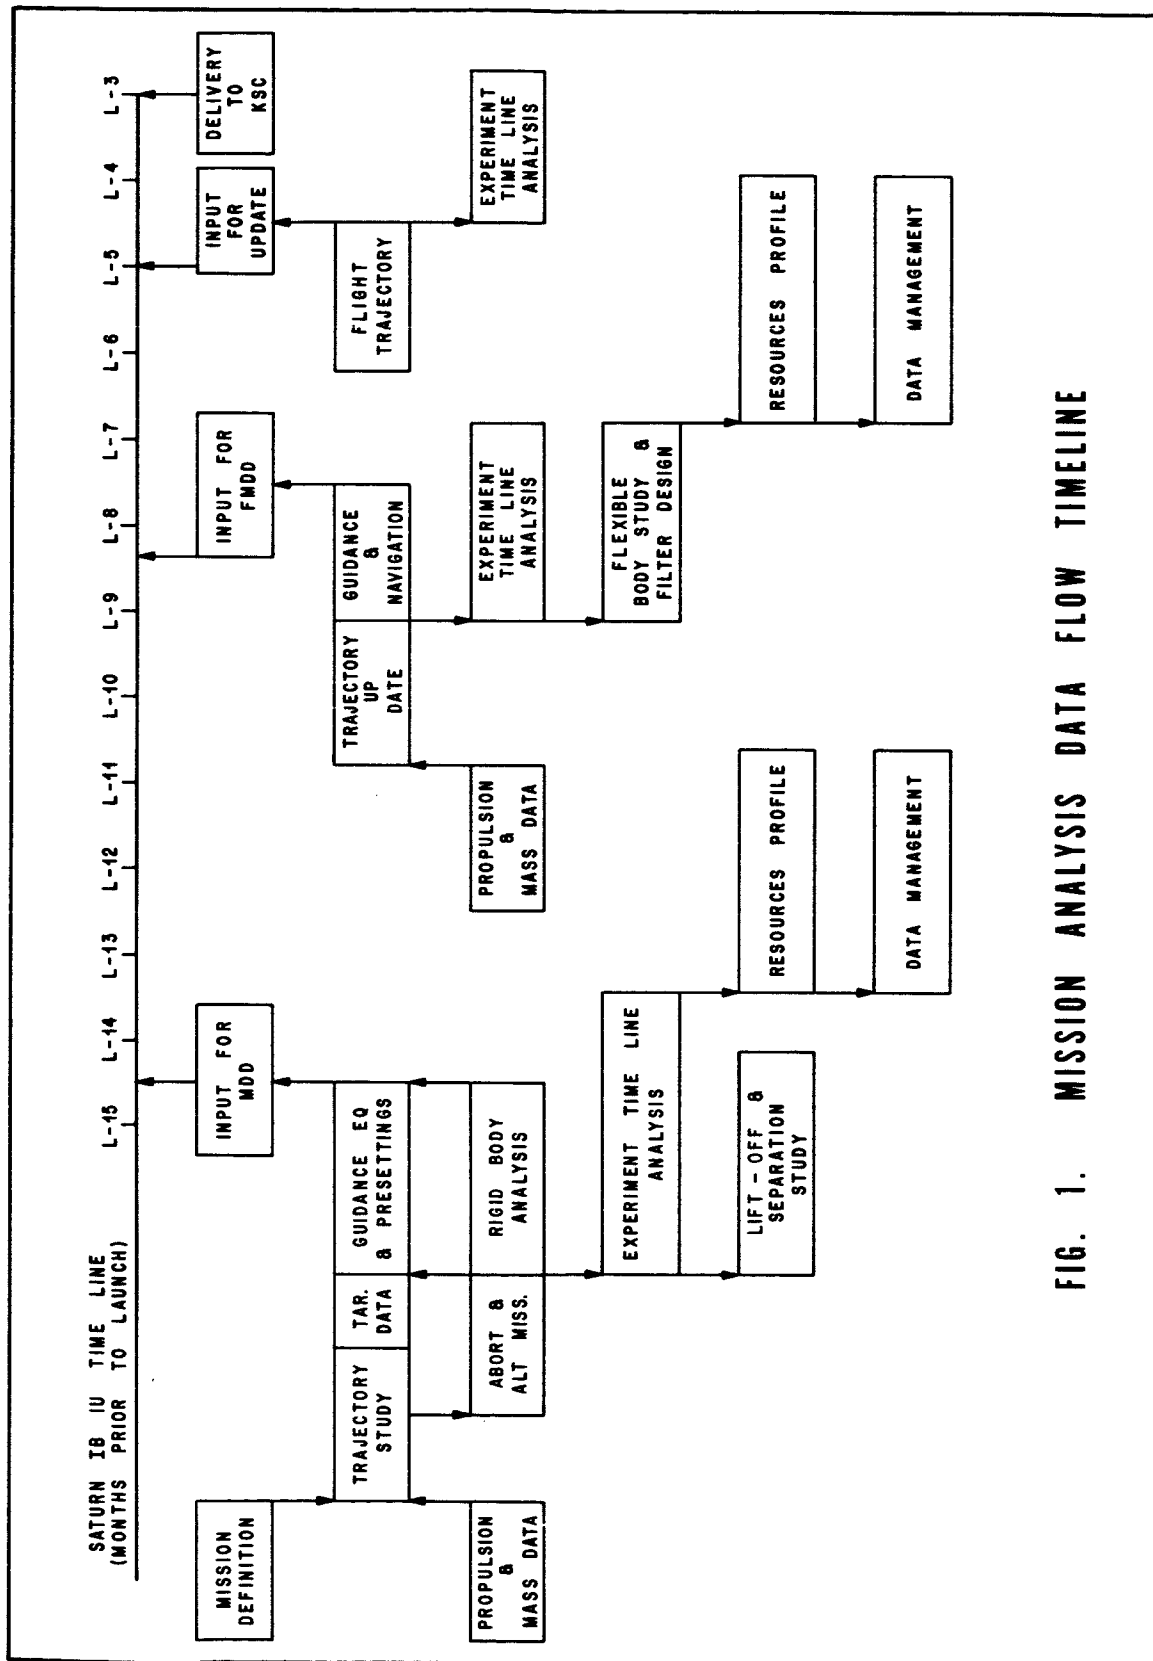 SATURN IB IU TIME LINE
(MONTHS PRIOR TO LAUNCH)
L-15
L-14
L-13
L-12
L-11
L-10
L-9
L-8
L-7
L-6
L-5
L-4
L-3
MISSION
DEFINITION
INPUT FOR
MDD
INPUT FOR
FMDD
INPUT
FOR
UPDATE
DELIVERY
TO
KSC
TRAJECTORY
STUDY
TAR.
DATA
GUIDANCE EQ
& PRESETTINGS
TRAJECTORY
UP
DATE
GUIDANCE
&
NAVIGATION
FLIGHT
TRAJECTORY
PROPULSION
&
MASS DATA
ABORT &
ALT MISS.
RIGID BODY
ANALYSIS
PROPULSION
&
MASS DATA
EXPERIMENT
TIME LINE
ANALYSIS
EXPERIMENT
TIME LINE
ANALYSIS
EXPERIMENT TIME LINE
ANALYSIS
FLEXIBLE
BODY STUDY &
FILTER DESIGN
LIFT-OFF &
SEPARATION
STUDY
RESOURCES PROFILE
RESOURCES PROFILE
DATA MANAGEMENT
DATA MANAGEMENT
FIG. 1. MISSION ANALYSIS DATA FLOW TIMELINE